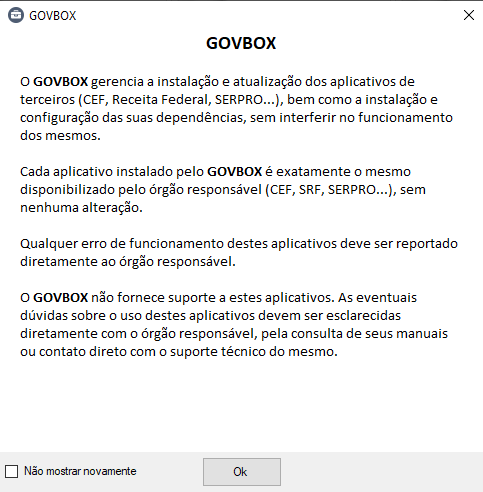 GOVBOX
GOVBOX
O GOVBOX gerencia a instalação e atualização dos aplicativos de
terceiros (CEF, Receita Federal, SERPRO...), bem como a instalação e
configuração das suas dependências, sem interferir no funcionamento
dos mesmos.
Cada aplicativo instalado pelo GOVBOX é exatamente o mesmo
disponibilizado pelo órgão responsável (CEF, SRF, SERPRO...), sem
nenhuma alteração.
Qualquer erro de funcionamento destes aplicativos deve ser reportado
diretamente ao órgão responsável.
O GOVBOX não fornece suporte a estes aplicativos. As eventuais
dúvidas sobre o uso destes aplicativos devem ser esclarecidas
diretamente com o órgão responsável, pela consulta de seus manuais
ou contato direto com o suporte técnico do mesmo.
Não mostrar novamente
Ok